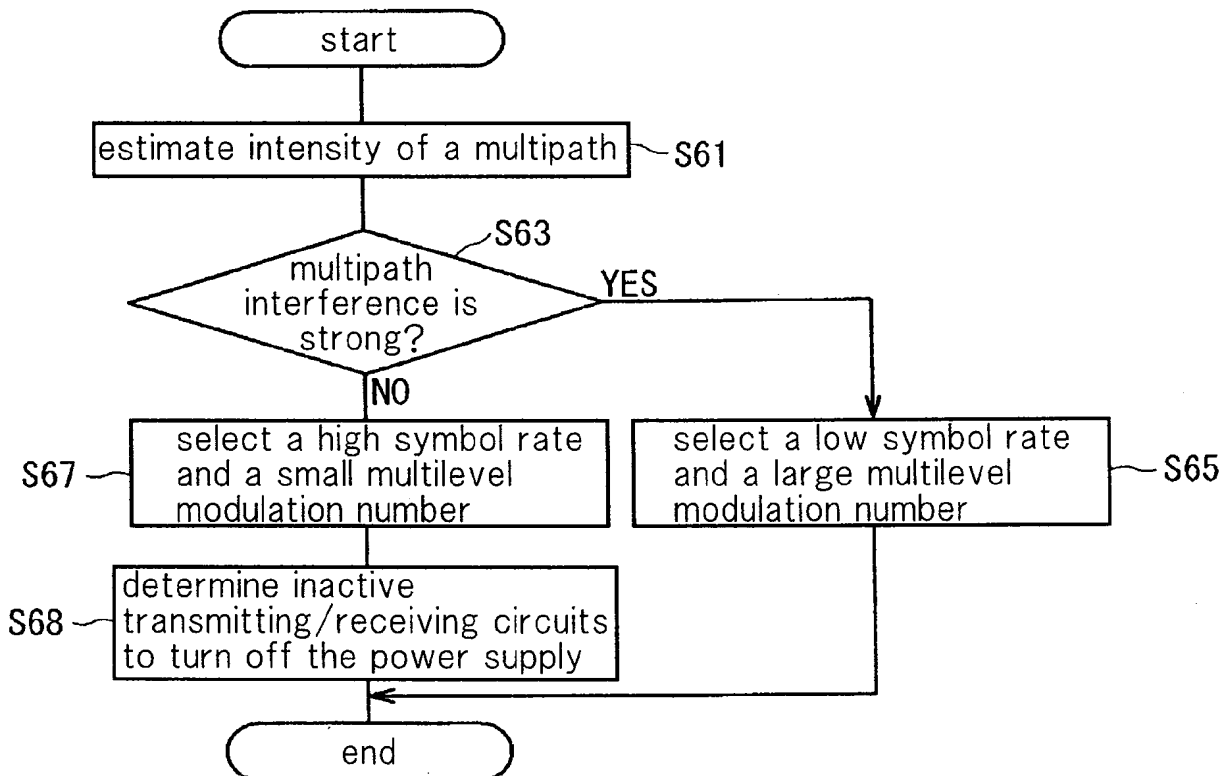 start
estimate intensity of a multipath
S61
S63
multipath
interference is
strong?
YES
NO
S67
select a high symbol rate
and a small multilevel
modulation number
select a low symbol rate
and a large multilevel
modulation number
S65
S68
determine inactive
transmitting/receiving circuits
to turn off the power supply
end